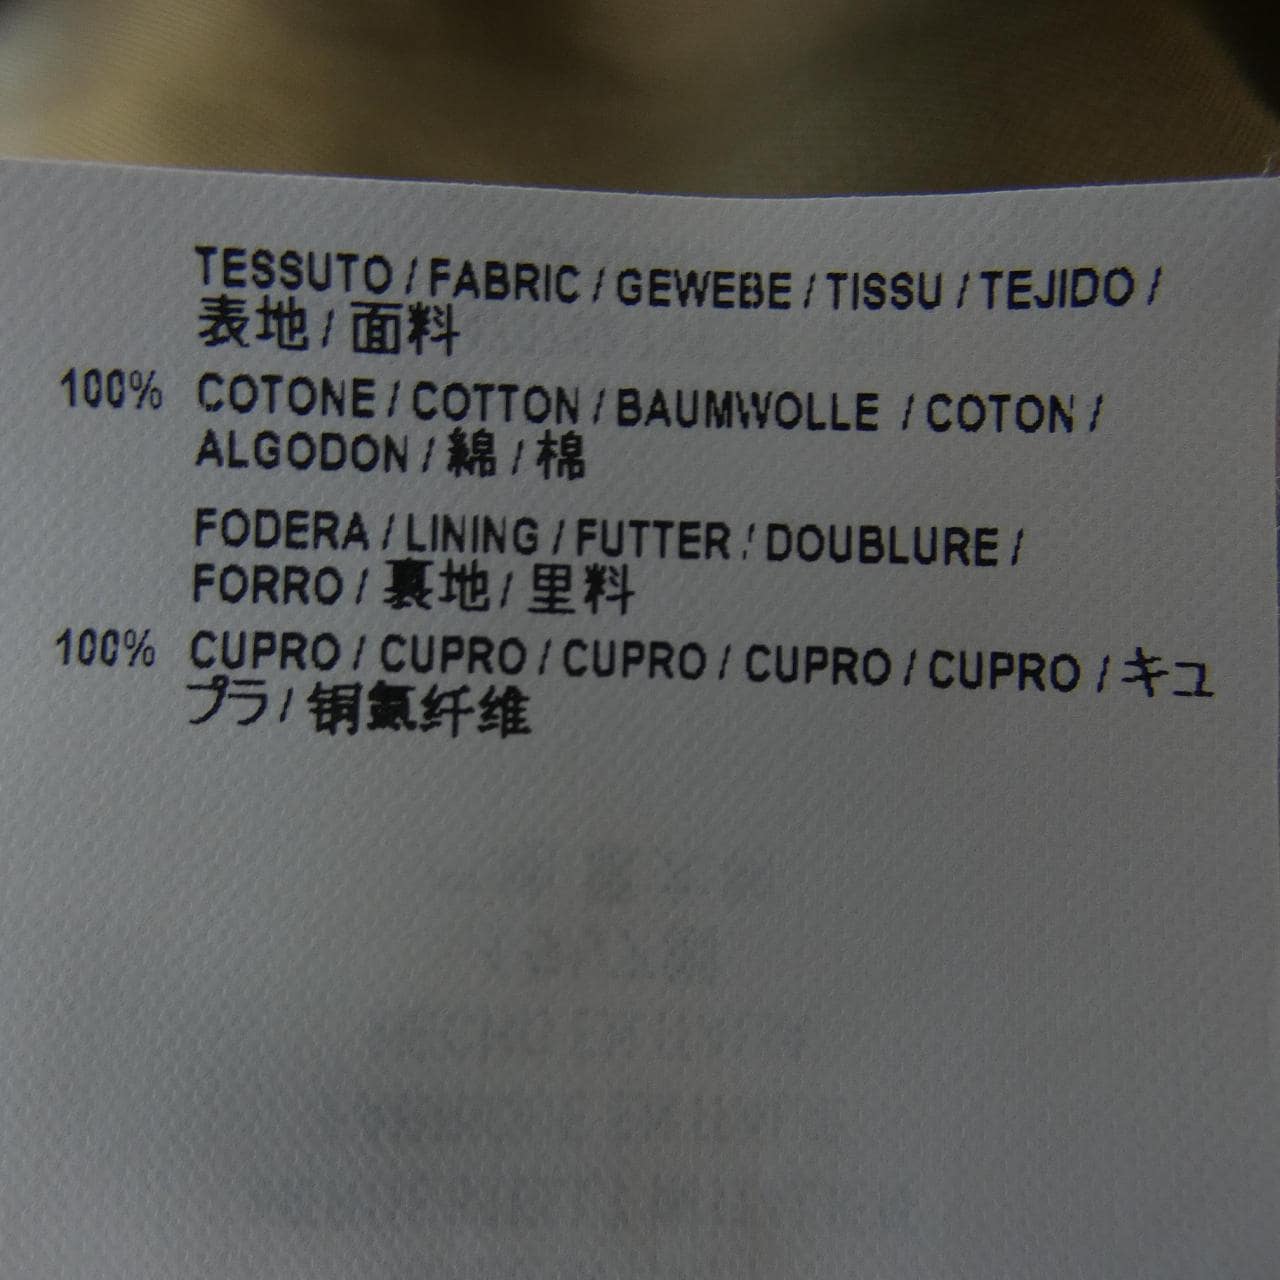 TESSUTO / FABRIC / GEWEBE / TISSU / TEJIDO /
表地 / 面料
100% COTONE / COTTON / BAUMWOLLE / COTON /
ALGODON / 綿 / 棉
FODERA / LINING / FUTTER / DOUBLURE /
FORRO / 裏地 / 里料
100% CUPRO / CUPRO / CUPRO / CUPRO / CUPRO / キュ
プラ / 铜氨纤维